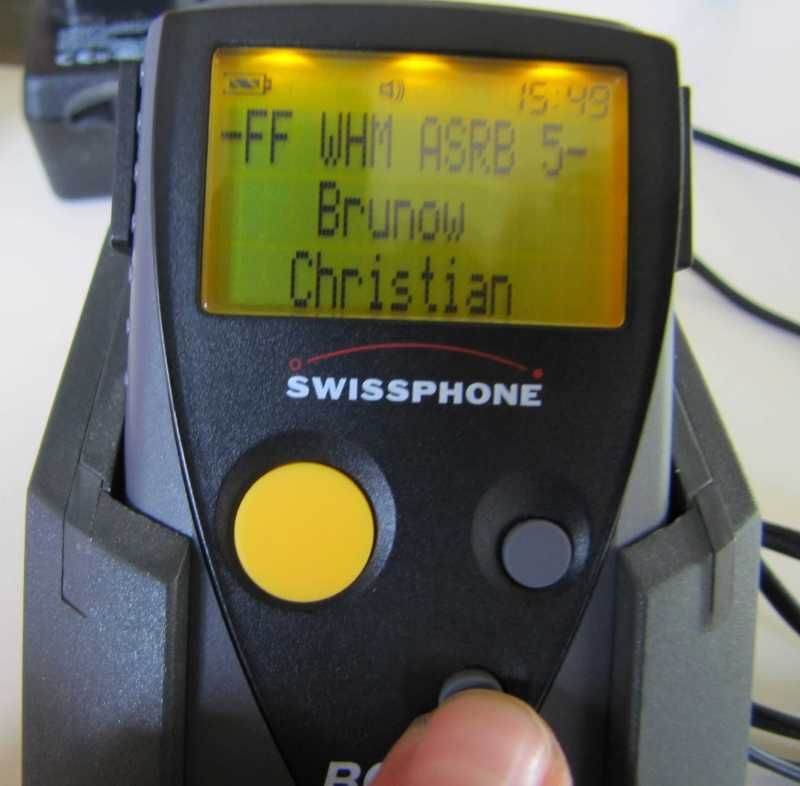 15:49
-FF WHM ASRB 5-
Brunow
Christian
SWISSPHONE